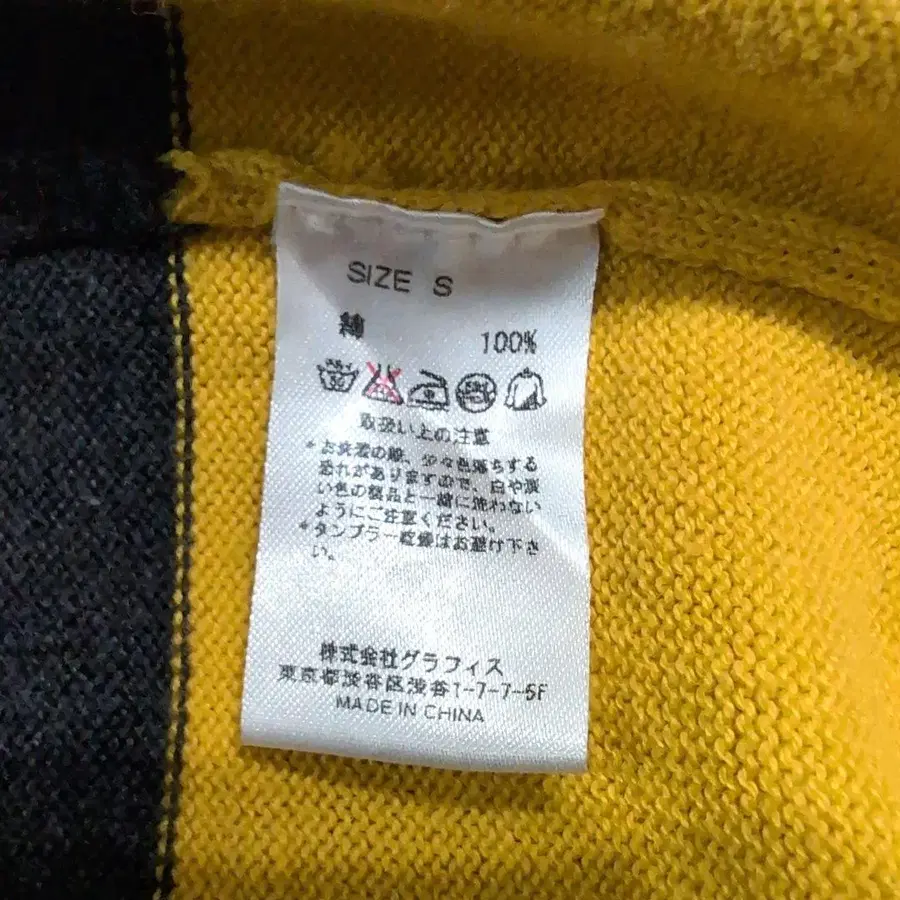 SIZE S
綿 100%
取扱い上の注意
*お洗濯の際、少々色落ちする
恐れがありますので、白や淡
い色の製品と一緒に洗わない
ようにご注意ください。
*タンブラー乾燥はお避け下さ
い。
株式会社グラフィス
東京都渋谷区渋谷1-7-7-5F
MADE IN CHINA